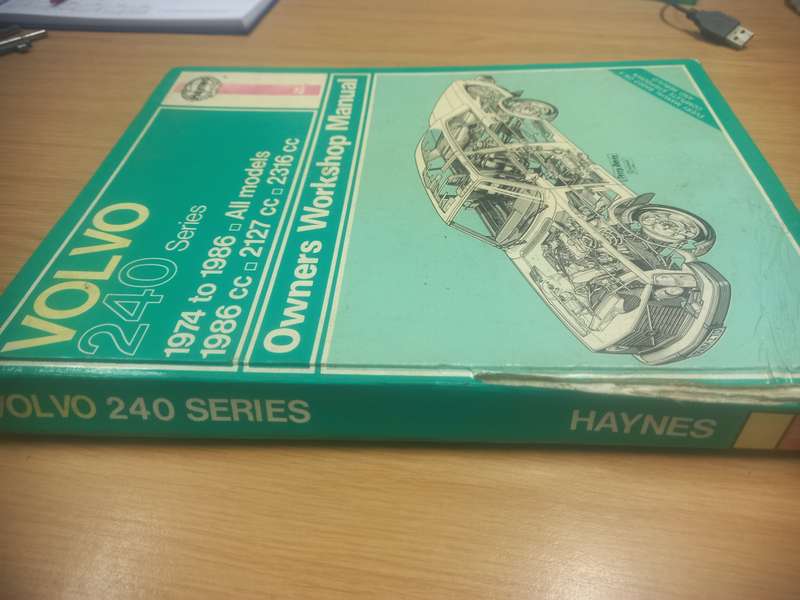 VOLVO
240 Series
1974 to 1986 □ All models
1986 cc □ 2127 cc □ 2316 cc
Owners Workshop Manual
VOLVO 240 SERIES
HAYNES